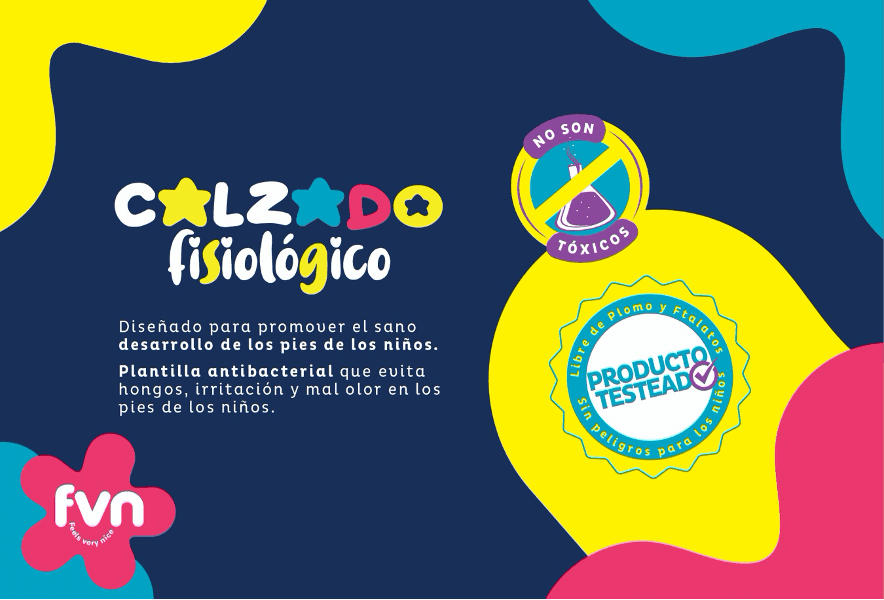 CALZADO
fisiológico
Diseñado para promover el sano
desarrollo de los pies de los niños.
Plantilla antibacterial que evita
hongos, irritación y mal olor en los
pies de los niños.
NO SON
TÓXICOS
Libre de Plomo y Ftalatos
PRODUCTO
TESTEADO
Sin peligros para los niños
fvn
Feels very nice